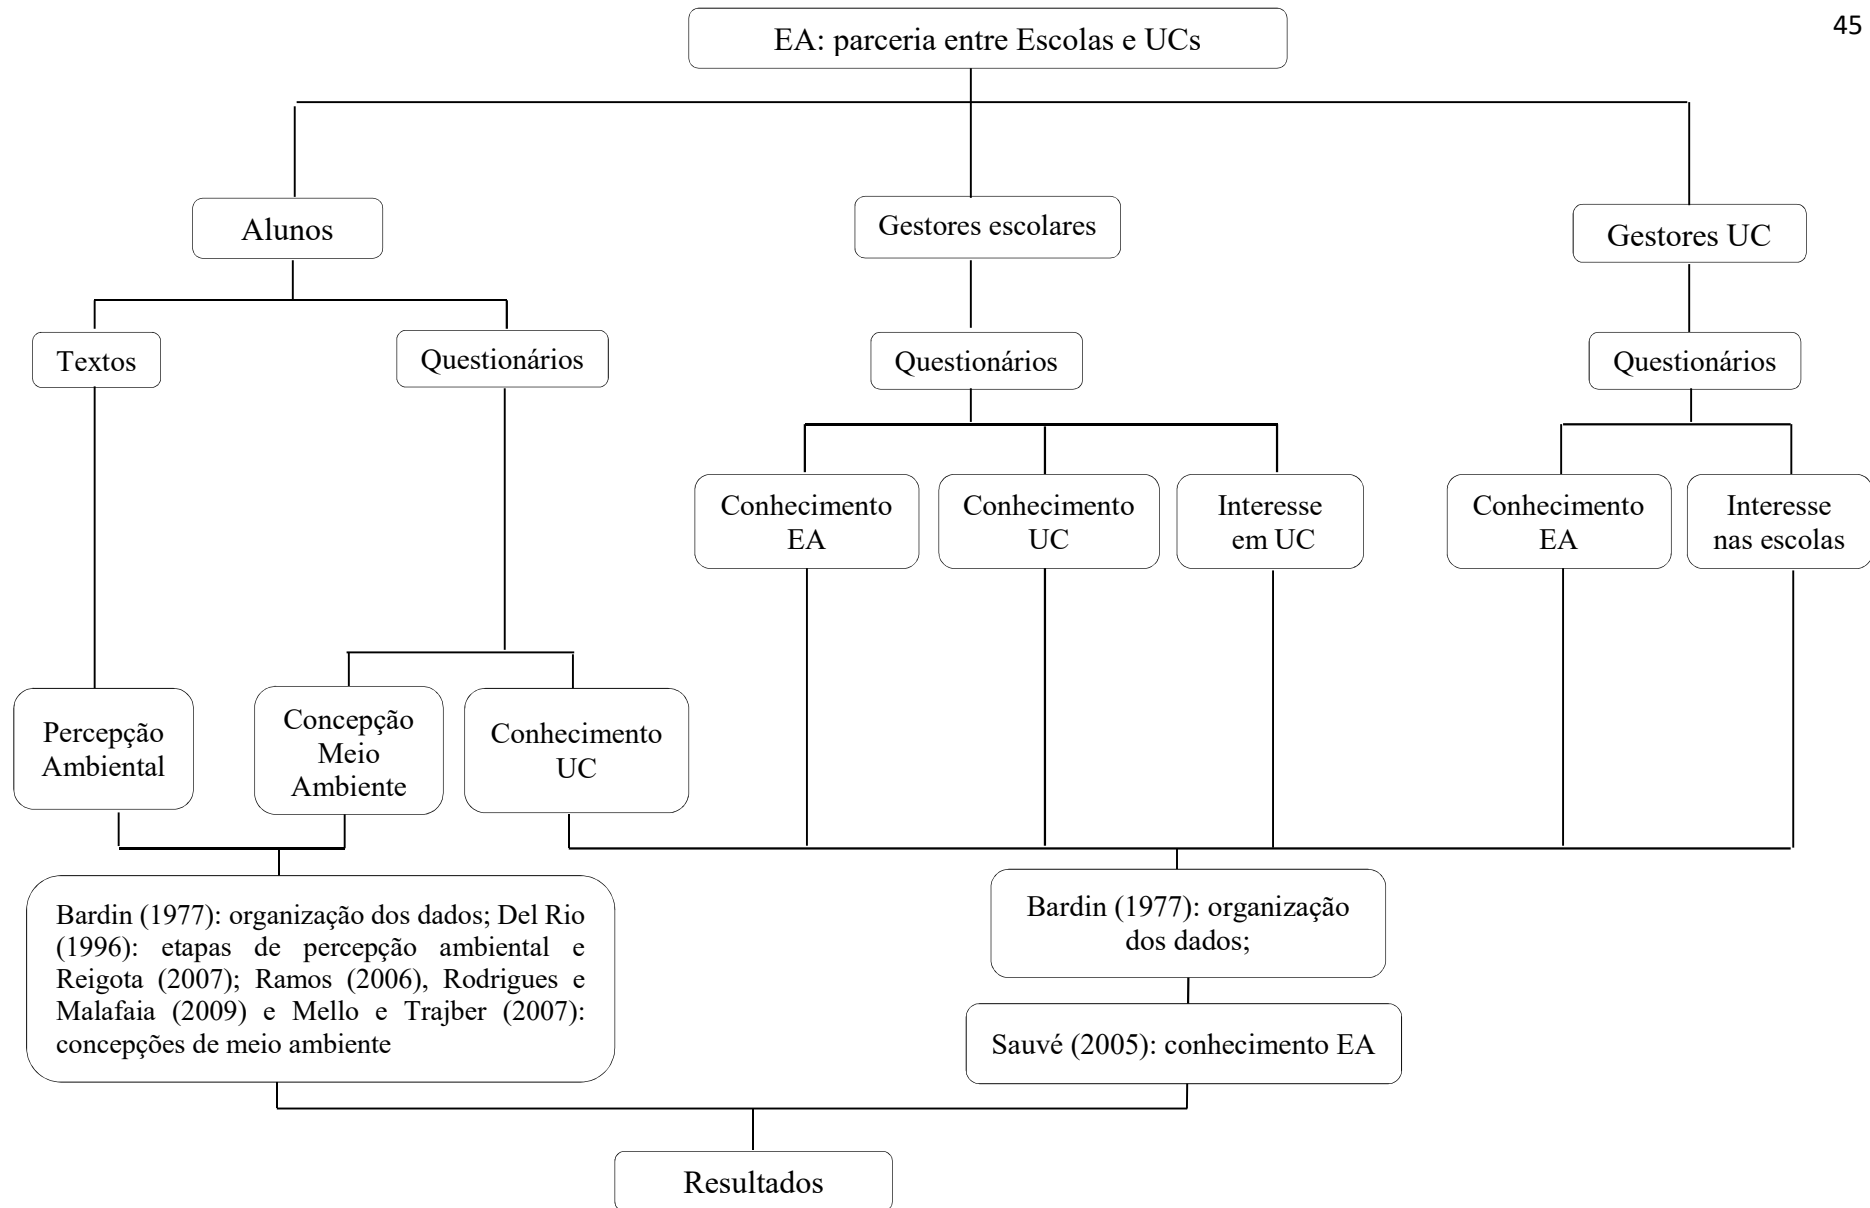 45
EA: parceria entre Escolas e UCs
Alunos
Gestores escolares
Gestores UC
Textos
Questionários
Questionários
Questionários
Conhecimento
EA
Conhecimento
UC
Interesse
em UC
Conhecimento
EA
Interesse
nas escolas
Percepção
Ambiental
Concepção
Meio
Ambiente
Conhecimento
UC
Bardin (1977): organização dos dados; Del Rio
(1996): etapas de percepção ambiental e
Reigota (2007); Ramos (2006), Rodrigues e
Malafaia (2009) e Mello e Trajber (2007):
concepções de meio ambiente
Bardin (1977): organização
dos dados;
Sauvé (2005): conhecimento EA
Resultados